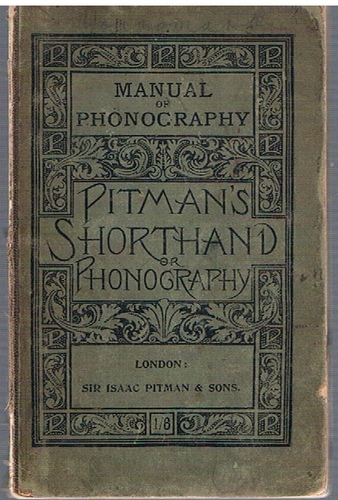 MANUAL
OF
PHONOGRAPHY
PITMAN'S
SHORTHAND
OR
PHONOGRAPHY
LONDON:
SIR ISAAC PITMAN & SONS.
1/6